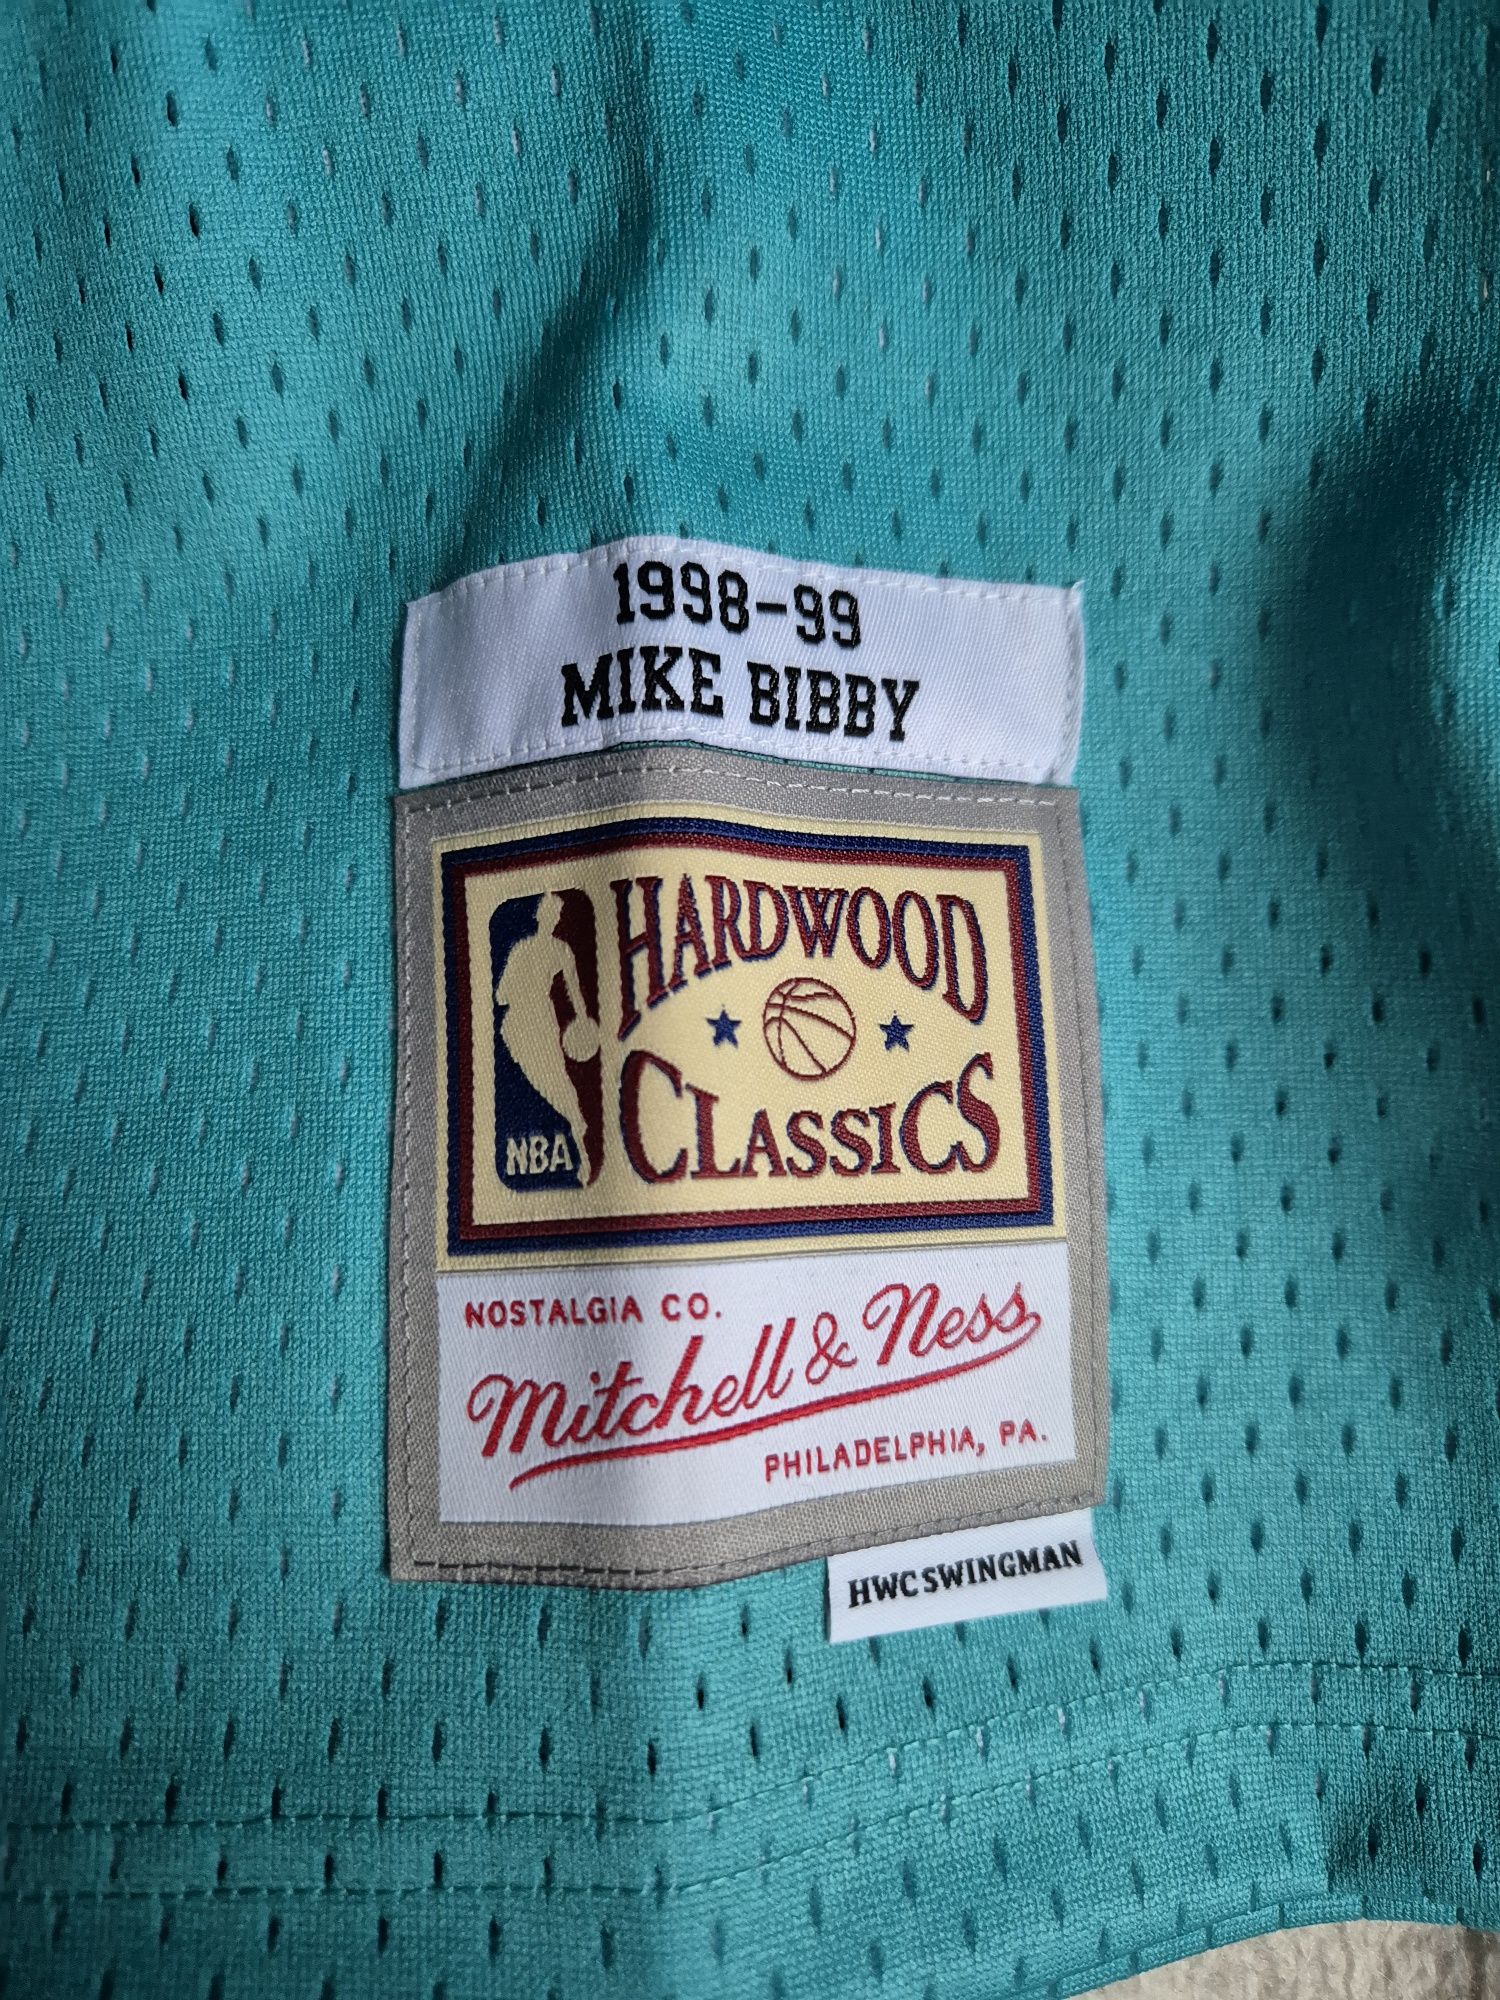 1998-99
MIKE BIBBY
HARDWOOD
CLASSICS
NBA
NOSTALGIA CO.
Mitchell & Ness
PHILADELPHIA, PA.
HWC SWINGMAN